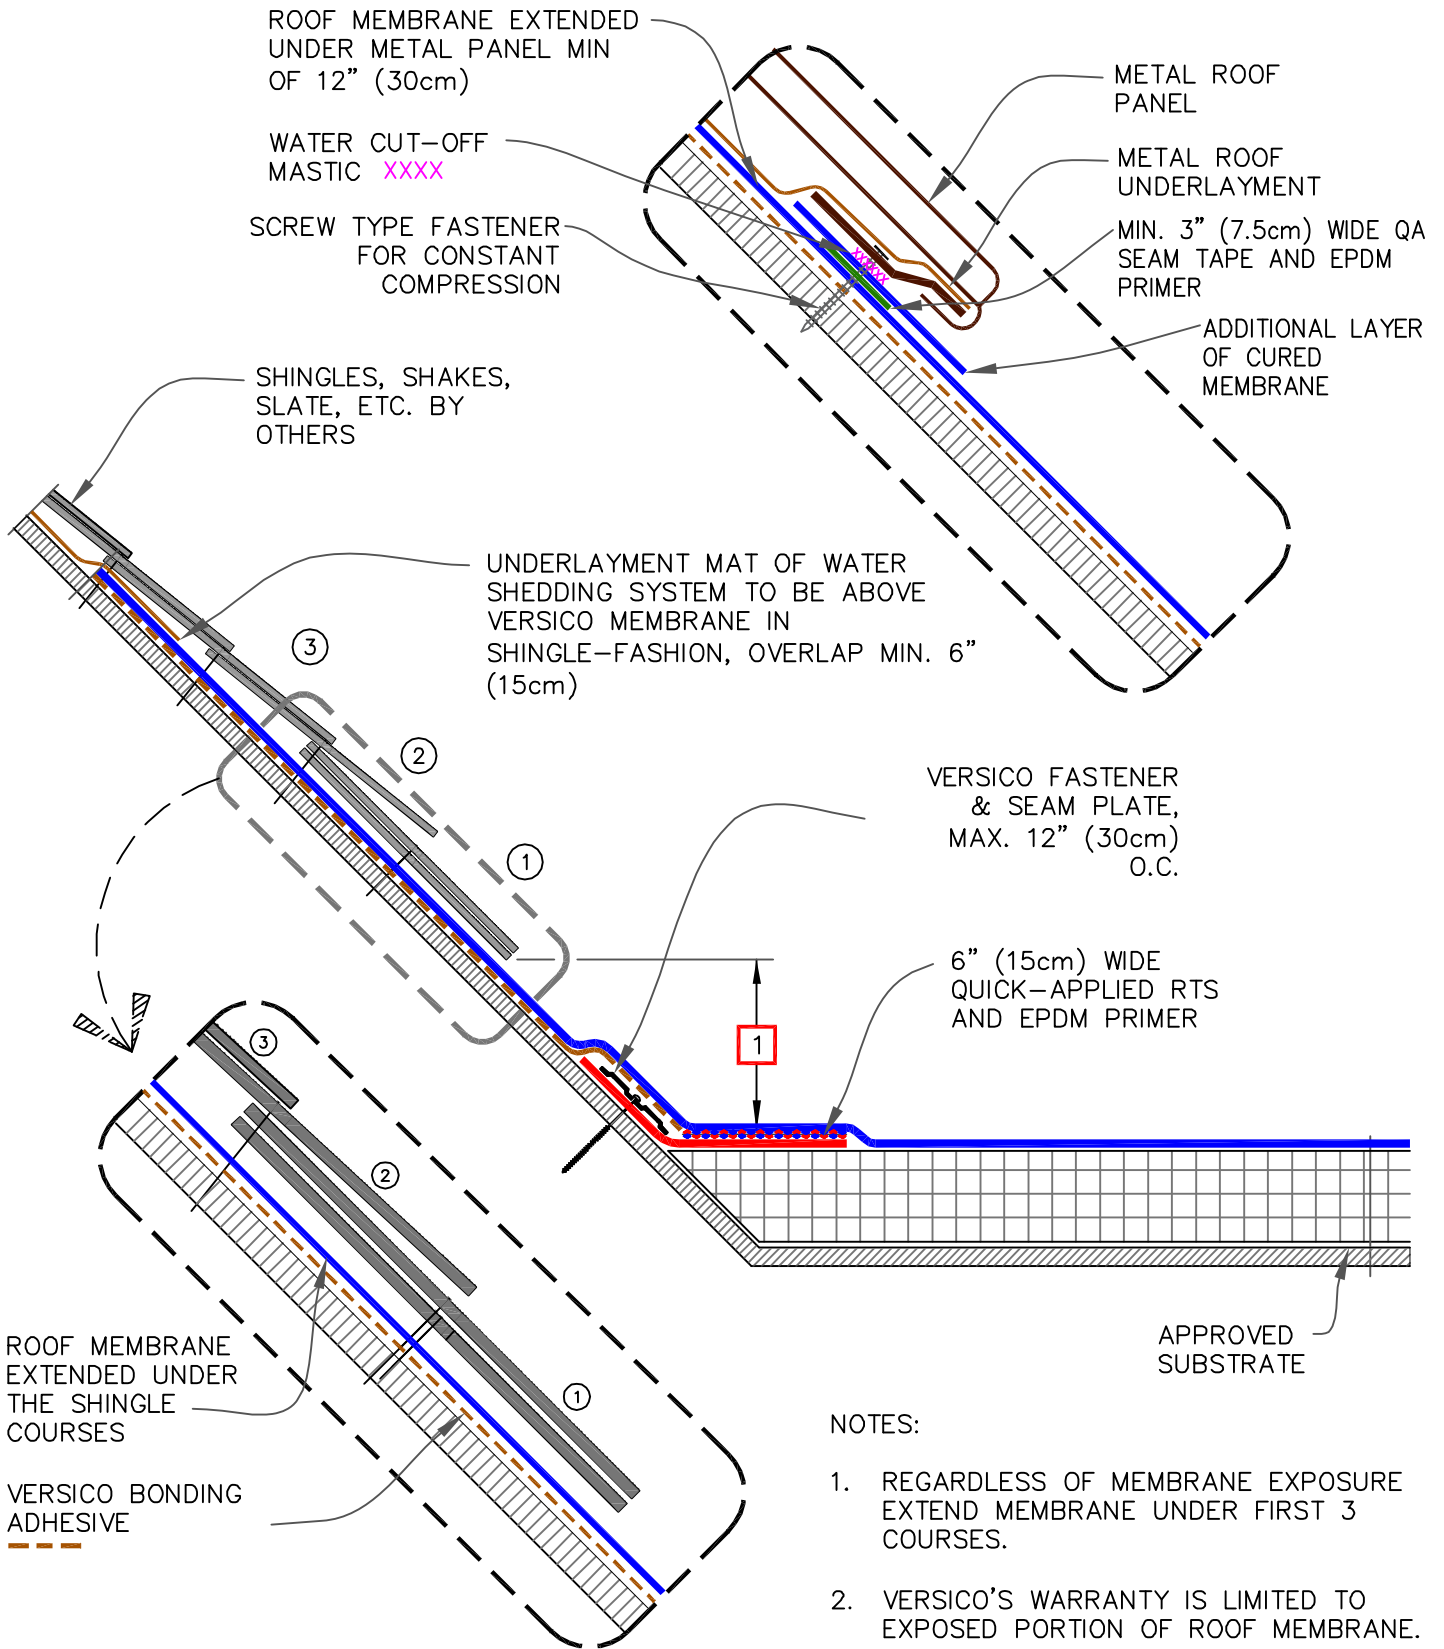 ROOF MEMBRANE EXTENDED
UNDER METAL PANEL MIN
OF 12" (30cm)
WATER CUT-OFF
MASTIC XXXX
SCREW TYPE FASTENER
FOR CONSTANT
COMPRESSION
METAL ROOF
PANEL
METAL ROOF
UNDERLAYMENT
MIN. 3" (7.5cm) WIDE QA
SEAM TAPE AND EPDM
PRIMER
ADDITIONAL LAYER
OF CURED
MEMBRANE
XXXXX
SHINGLES, SHAKES,
SLATE, ETC. BY
OTHERS
UNDERLAYMENT MAT OF WATER
SHEDDING SYSTEM TO BE ABOVE
VERSICO MEMBRANE IN
SHINGLE-FASHION, OVERLAP MIN. 6"
(15cm)
3
2
1
VERSICO FASTENER
& SEAM PLATE,
MAX. 12" (30cm)
O.C.
6" (15cm) WIDE
QUICK-APPLIED RTS
AND EPDM PRIMER
1
3
2
1
ROOF MEMBRANE
EXTENDED UNDER
THE SHINGLE
COURSES
VERSICO BONDING
ADHESIVE
APPROVED
SUBSTRATE
NOTES:
1. REGARDLESS OF MEMBRANE EXPOSURE
EXTEND MEMBRANE UNDER FIRST 3
COURSES.
2. VERSICO'S WARRANTY IS LIMITED TO
EXPOSED PORTION OF ROOF MEMBRANE.